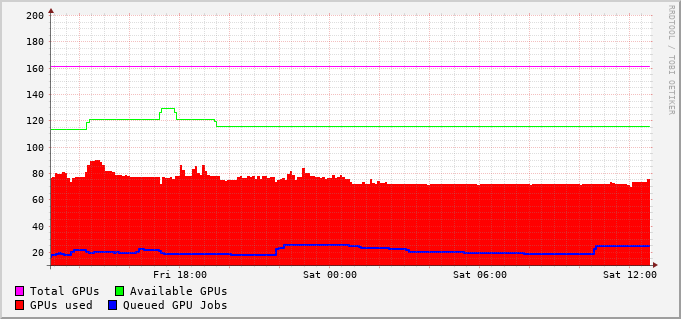 200
180
160
140
120
100
80
60
40
20
Fri 18:00 Sat 00:00 Sat 06:00 Sat 12:00
Total GPUs Available GPUs
GPUs used Queued GPU Jobs
RRDTOOL / TOBI OETIKER